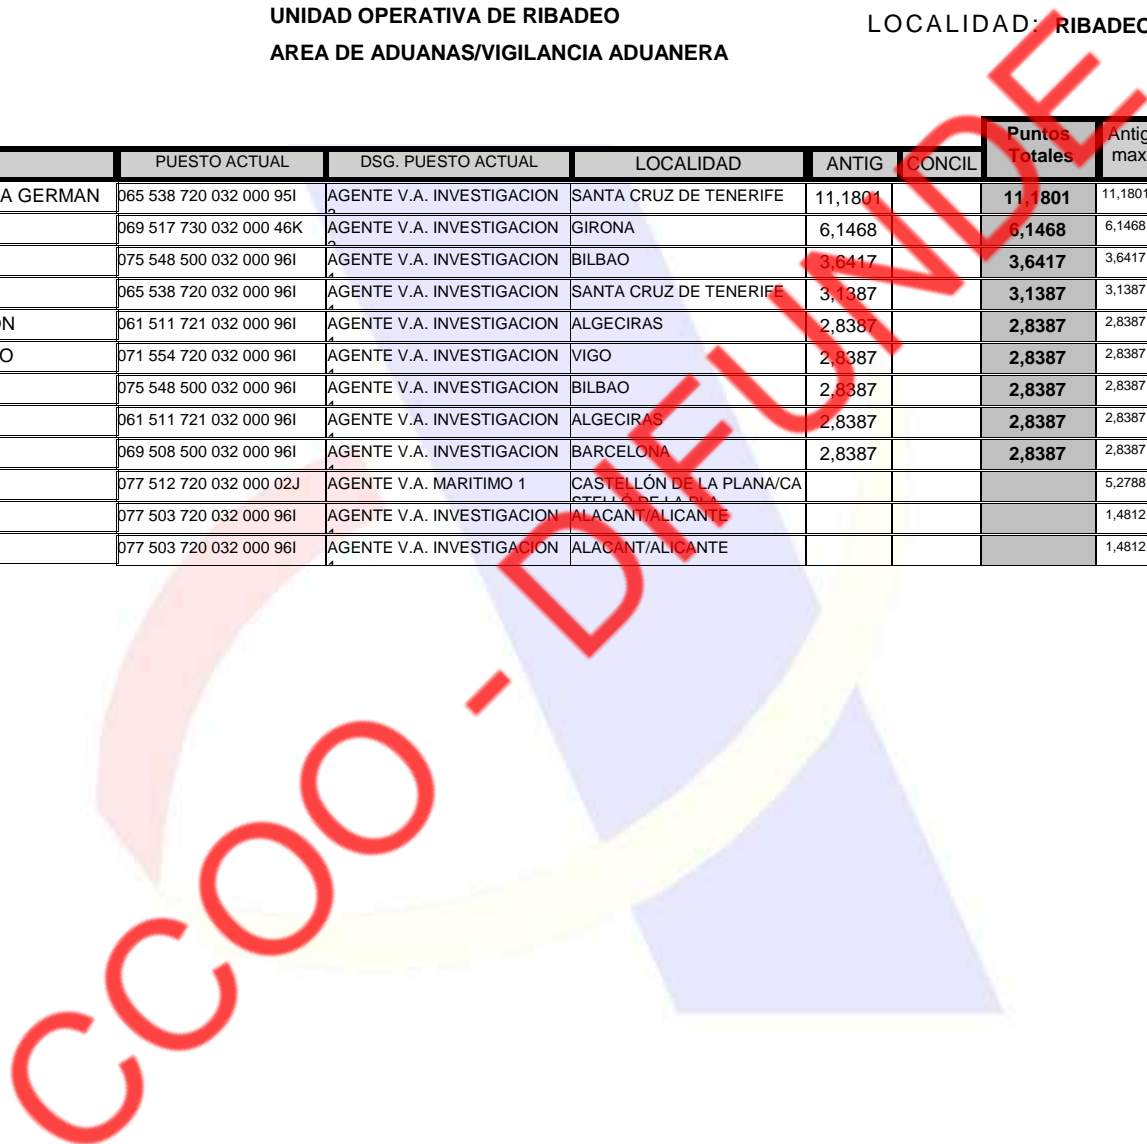 UNIDAD OPERATIVA DE RIBADEO
LOCALIDAD: RIBADEO
AREA DE ADUANAS/VIGILANCIA ADUANERA
PUESTO ACTUAL DSG. PUESTO ACTUAL LOCALIDAD ANTIG CONCIL Puntos Totales Antig max
A GERMAN 065 538 720 032 000 95I AGENTE V.A. INVESTIGACION SANTA CRUZ DE TENERIFE 11,1801 11,1801 11,1801
069 517 730 032 000 46K AGENTE V.A. INVESTIGACION GIRONA 6,1468 6,1468 6,1468
075 548 500 032 000 96I AGENTE V.A. INVESTIGACION BILBAO 3,6417 3,6417 3,6417
065 538 720 032 000 96I AGENTE V.A. INVESTIGACION SANTA CRUZ DE TENERIFE 3,1387 3,1387 3,1387
ON 061 511 721 032 000 96I AGENTE V.A. INVESTIGACION ALGECIRAS 2,8387 2,8387 2,8387
O 071 554 720 032 000 96I AGENTE V.A. INVESTIGACION VIGO 2,8387 2,8387 2,8387
075 548 500 032 000 96I AGENTE V.A. INVESTIGACION BILBAO 2,8387 2,8387 2,8387
061 511 721 032 000 96I AGENTE V.A. INVESTIGACION ALGECIRAS 2,8387 2,8387 2,8387
069 508 500 032 000 96I AGENTE V.A. INVESTIGACION BARCELONA 2,8387 2,8387 2,8387
077 512 720 032 000 02J AGENTE V.A. MARITIMO 1 CASTELLÓN DE LA PLANA/CA
STELLÓ DE LA PLA 5,2788
077 503 720 032 000 96I AGENTE V.A. INVESTIGACION ALACANT/ALICANTE 1,4812
077 503 720 032 000 96I AGENTE V.A. INVESTIGACION ALACANT/ALICANTE 1,4812
CCOO - DIFUNDE